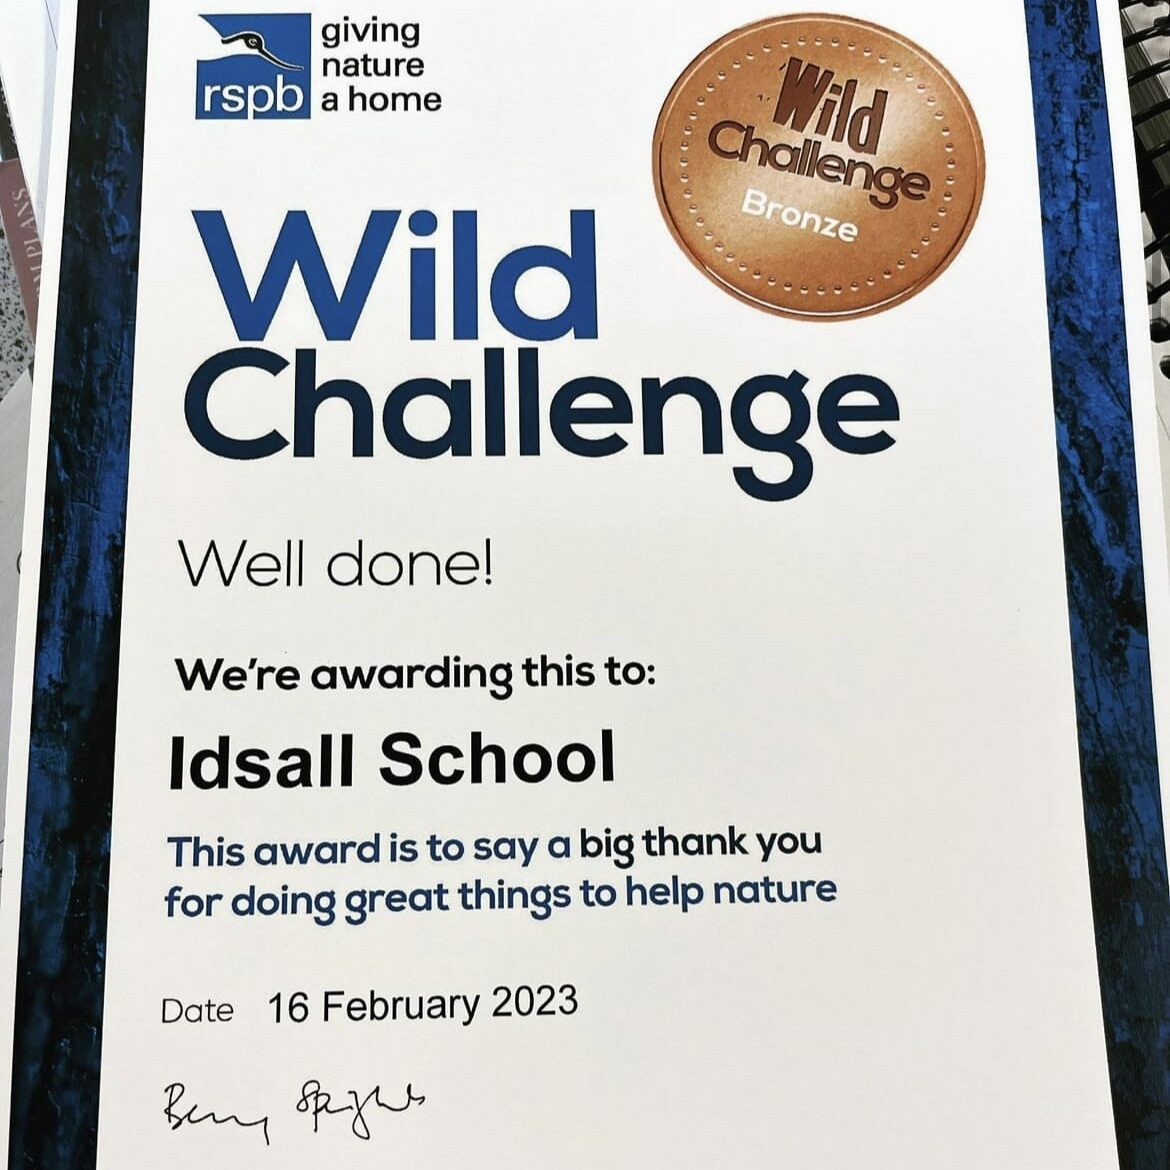 giving
nature
a home
rspb
Wild
Challenge
Bronze
Wild
Challenge
Well done!
We're awarding this to:
Idsall School
This award is to say a big thank you
for doing great things to help nature
Date 16 February 2023
PLANS